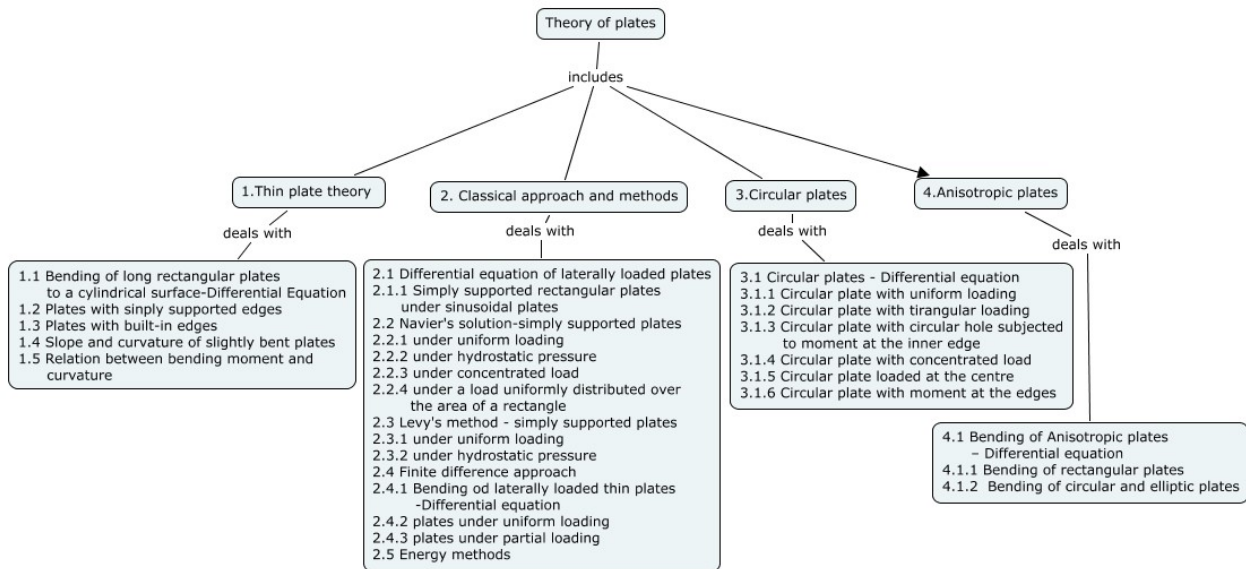 Theory of plates
includes
1.Thin plate theory
2. Classical approach and methods
3.Circular plates
4.Anisotropic plates
deals with
deals with
deals with
deals with
1.1 Bending of long rectangular plates
to a cylindrical surface-Differential Equation
1.2 Plates with sinply supported edges
1.3 Plates with built-in edges
1.4 Slope and curvature of slightly bent plates
1.5 Relation between bending moment and
curvature
2.1 Differential equation of laterally loaded plates
2.1.1 Simply supported rectangular plates
under sinusoidal plates
2.2 Navier's solution-simply supported plates
2.2.1 under uniform loading
2.2.2 under hydrostatic pressure
2.2.3 under concentrated load
2.2.4 under a load uniformly distributed over
the area of a rectangle
2.3 Levy's method - simply supported plates
2.3.1 under uniform loading
2.3.2 under hydrostatic pressure
2.4 Finite difference approach
2.4.1 Bending od laterally loaded thin plates
-Differential equation
2.4.2 plates under uniform loading
2.4.3 plates under partial loading
2.5 Energy methods
3.1 Circular plates - Differential equation
3.1.1 Circular plate with uniform loading
3.1.2 Circular plate with tirangular loading
3.1.3 Circular plate with circular hole subjected
to moment at the inner edge
3.1.4 Circular plate with concentrated load
3.1.5 Circular plate loaded at the centre
3.1.6 Circular plate with moment at the edges
4.1 Bending of Anisotropic plates
– Differential equation
4.1.1 Bending of rectangular plates
4.1.2 Bending of circular and elliptic plates